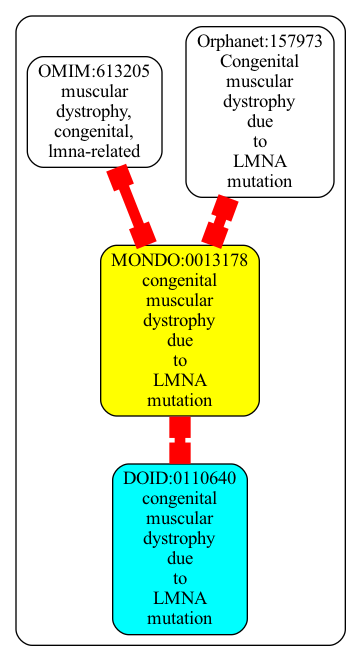 OMIM:613205
muscular
dystrophy,
congenital,
lmna-related
Orphanet:157973
Congenital
muscular
dystrophy
due
to
LMNA
mutation
MONDO:0013178
congenital
muscular
dystrophy
due
to
LMNA
mutation
DOID:0110640
congenital
muscular
dystrophy
due
to
LMNA
mutation